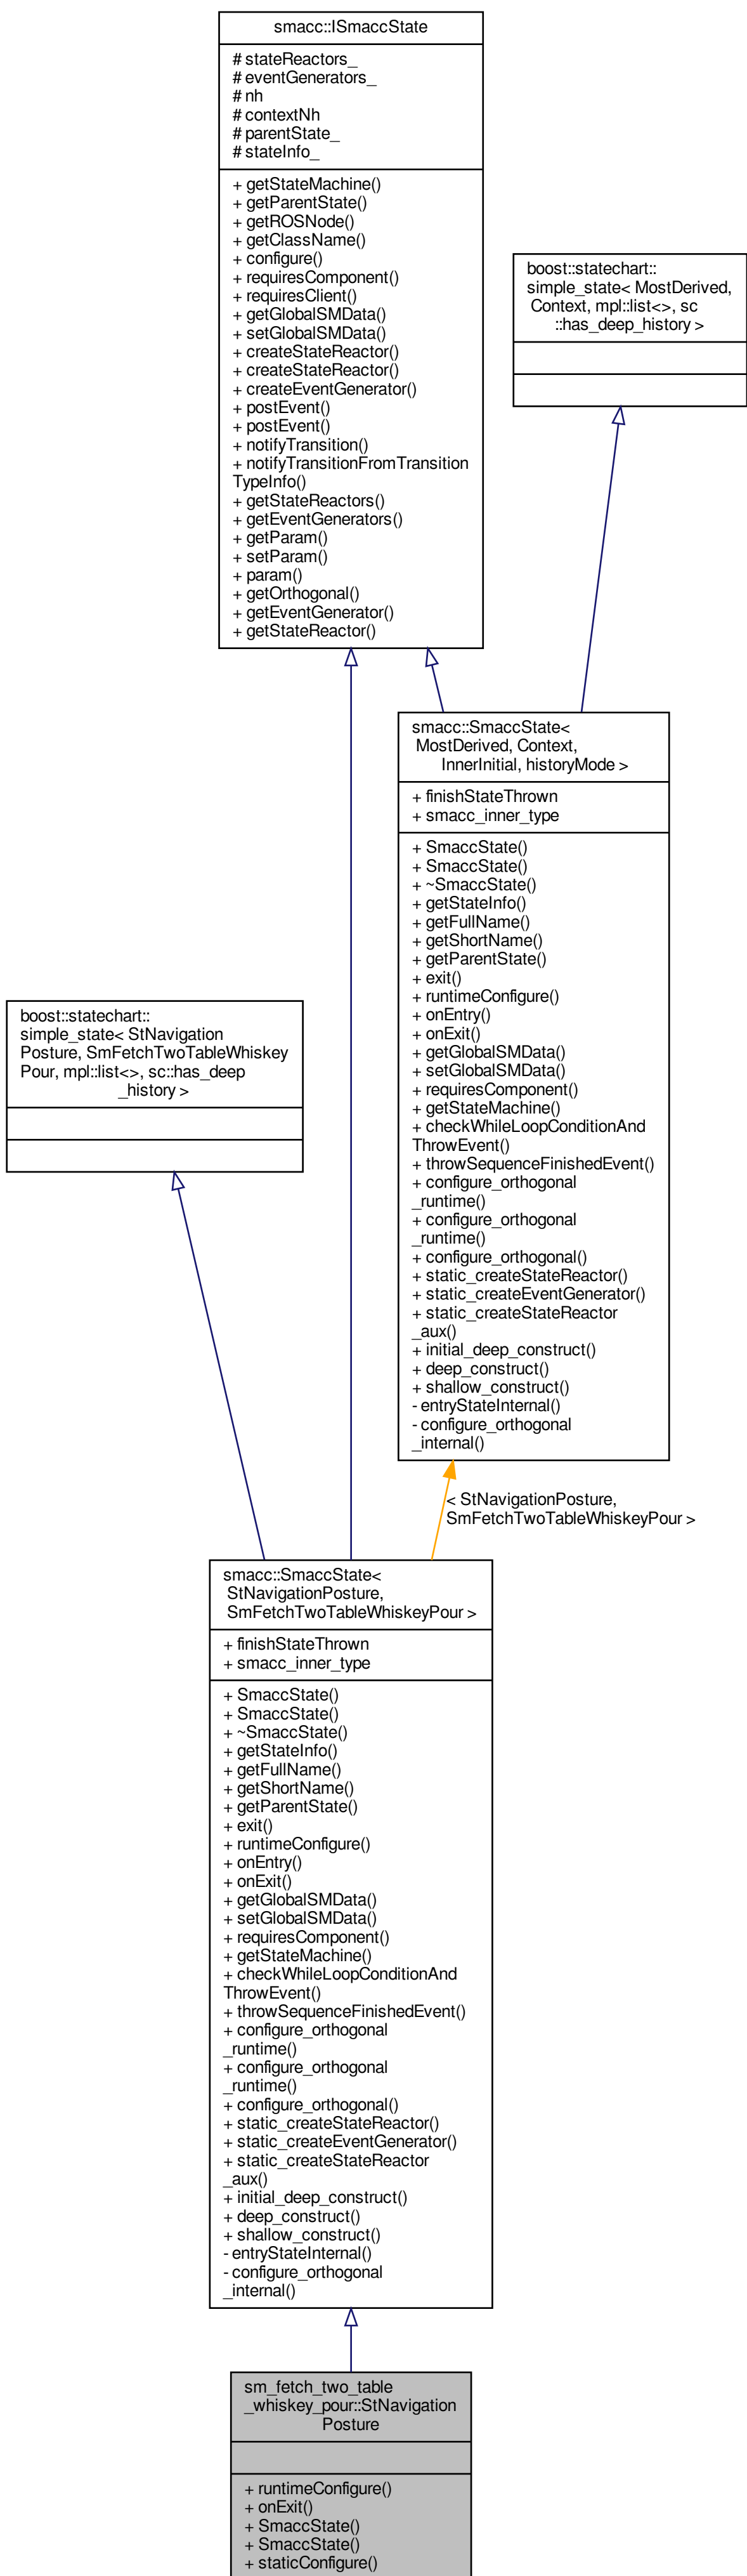 smacc::ISmaccState
# stateReactors_
# eventGenerators_
# nh
# contextNh
# parentState_
# stateInfo_
+ getStateMachine()
+ getParentState()
+ getROSNode()
+ getClassName()
+ configure()
+ requiresComponent()
+ requiresClient()
+ getGlobalSMData()
+ setGlobalSMData()
+ createStateReactor()
+ createStateReactor()
+ createEventGenerator()
+ postEvent()
+ postEvent()
+ notifyTransition()
+ notifyTransitionFromTransition
TypeInfo()
+ getStateReactors()
+ getEventGenerators()
+ getParam()
+ setParam()
+ param()
+ getOrthogonal()
+ getEventGenerator()
+ getStateReactor()
boost::statechart::
simple_state< MostDerived,
Context, mpl::list<>, sc
::has_deep_history >
smacc::SmaccState<
MostDerived, Context,
InnerInitial, historyMode >
+ finishStateThrown
+ smacc_inner_type
+ SmaccState()
+ SmaccState()
+ ~SmaccState()
+ getStateInfo()
+ getFullName()
+ getShortName()
+ getParentState()
+ exit()
+ runtimeConfigure()
+ onEntry()
+ onExit()
+ getGlobalSMData()
+ setGlobalSMData()
+ requiresComponent()
+ getStateMachine()
+ checkWhileLoopConditionAnd
ThrowEvent()
+ throwSequenceFinishedEvent()
+ configure_orthogonal
_runtime()
+ configure_orthogonal
_runtime()
+ configure_orthogonal()
+ static_createStateReactor()
+ static_createEventGenerator()
+ static_createStateReactor
_aux()
+ initial_deep_construct()
+ deep_construct()
+ shallow_construct()
- entryStateInternal()
- configure_orthogonal
_internal()
boost::statechart::
simple_state< StNavigation
Posture, SmFetchTwoTableWhiskey
Pour, mpl::list<>, sc::has_deep
_history >
< StNavigationPosture,
SmFetchTwoTableWhiskeyPour >
smacc::SmaccState<
StNavigationPosture,
SmFetchTwoTableWhiskeyPour >
+ finishStateThrown
+ smacc_inner_type
+ SmaccState()
+ SmaccState()
+ ~SmaccState()
+ getStateInfo()
+ getFullName()
+ getShortName()
+ getParentState()
+ exit()
+ runtimeConfigure()
+ onEntry()
+ onExit()
+ getGlobalSMData()
+ setGlobalSMData()
+ requiresComponent()
+ getStateMachine()
+ checkWhileLoopConditionAnd
ThrowEvent()
+ throwSequenceFinishedEvent()
+ configure_orthogonal
_runtime()
+ configure_orthogonal
_runtime()
+ configure_orthogonal()
+ static_createStateReactor()
+ static_createEventGenerator()
+ static_createStateReactor
_aux()
+ initial_deep_construct()
+ deep_construct()
+ shallow_construct()
- entryStateInternal()
- configure_orthogonal
_internal()
sm_fetch_two_table
_whiskey_pour::StNavigation
Posture
+ runtimeConfigure()
+ onExit()
+ SmaccState()
+ SmaccState()
+ staticConfigure()